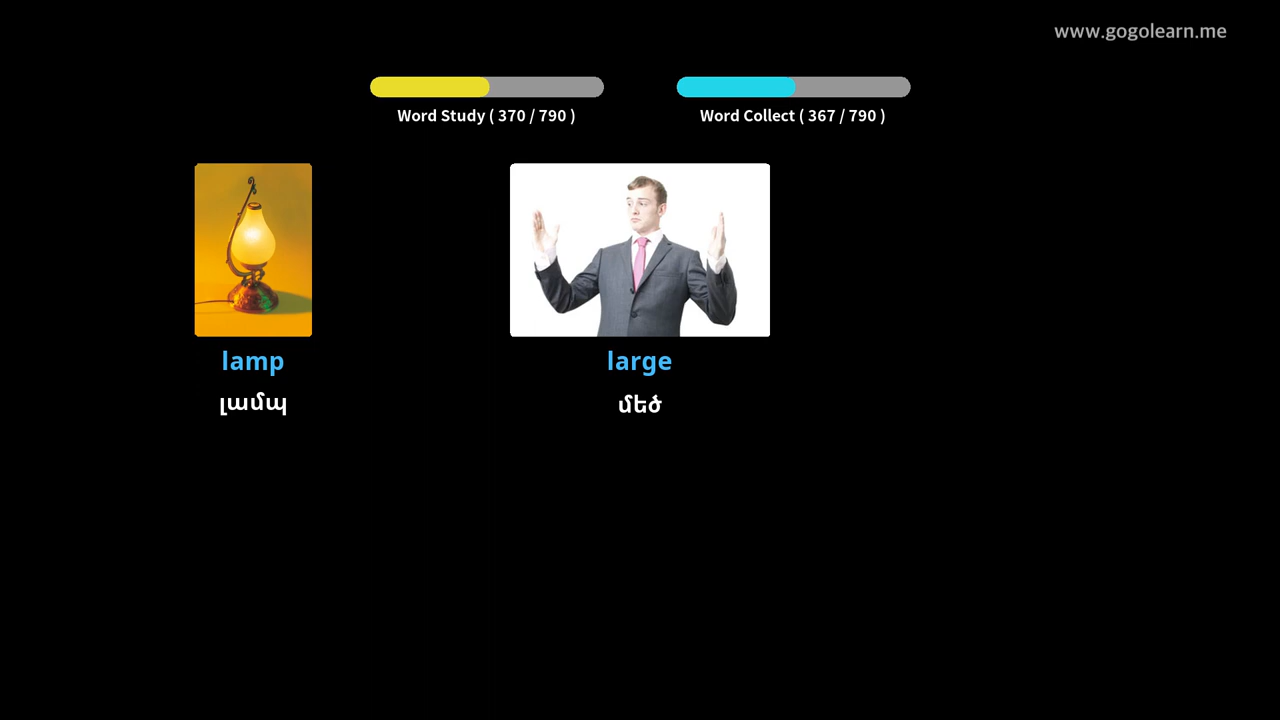 www.gogolearn.me
Word Study ( 370 / 790 )
Word Collect ( 367 / 790 )
lamp
լամպ
large
մեծ